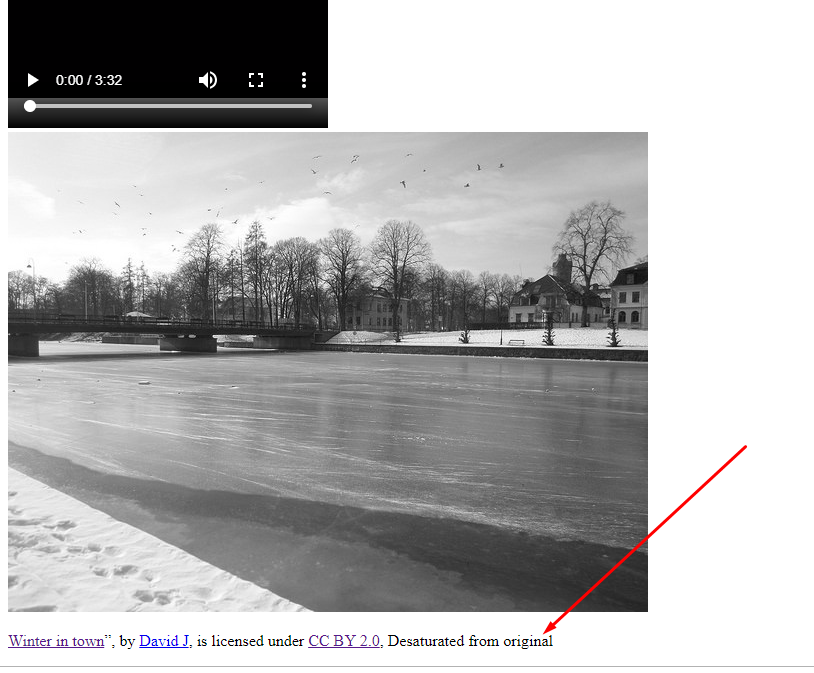 0:00 / 3:32
Winter in town”, by David J, is licensed under CC BY 2.0, Desaturated from original